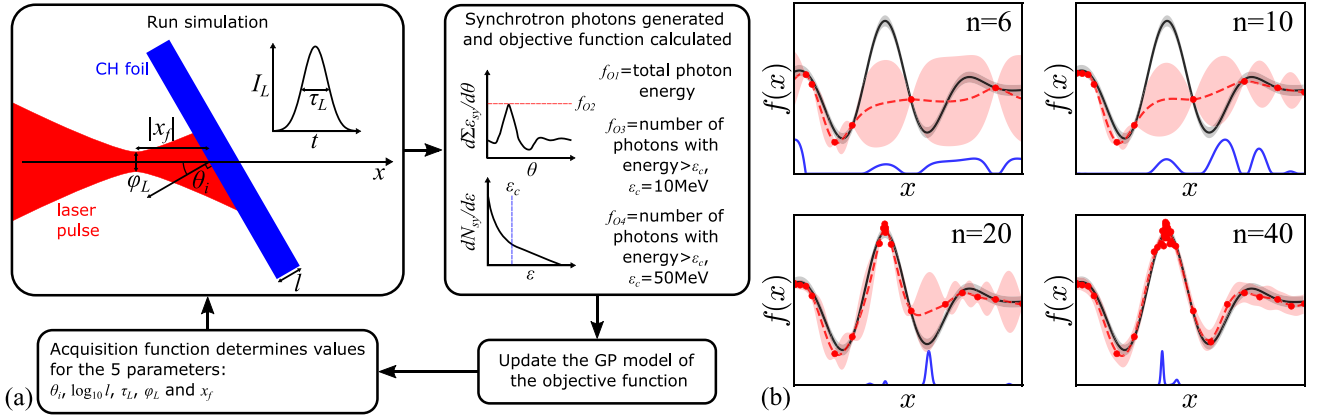 Run simulation
CH foil
I_L
τ_L
t
|x_f|
x
φ_L
θ_i
laser
pulse
l
Synchrotron photons generated
and objective function calculated
dΣε_sy/dθ
f_O2
θ
dN_sy/dε
ε_c
ε
f_O1=total photon
energy
f_O3=number of
photons with
energy>ε_c,
ε_c=10MeV
f_O4=number of
photons with
energy>ε_c,
ε_c=50MeV
Acquisition function determines values
for the 5 parameters:
θ_i, log_10 l, τ_L, φ_L and x_f
Update the GP model of
the objective function
(a)
n=6
f(x)
x
n=10
f(x)
x
n=20
f(x)
x
n=40
f(x)
x
(b)